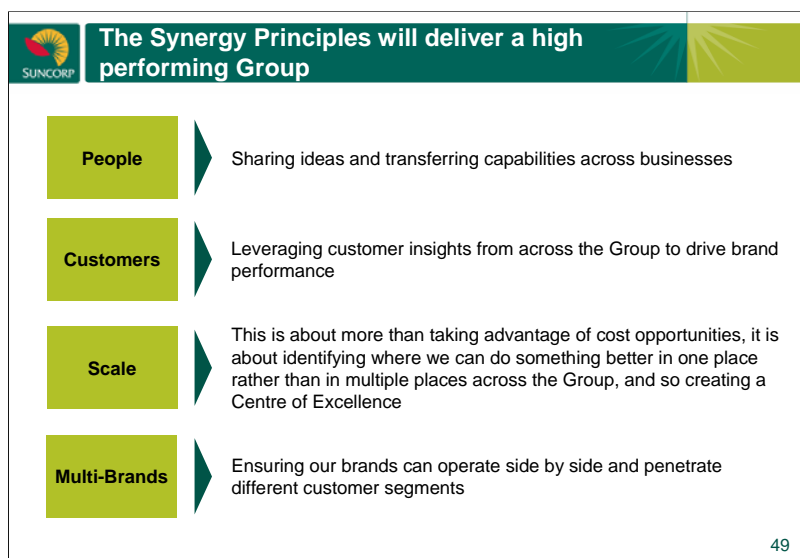 SUNCORP
The Synergy Principles will deliver a high
performing Group
People
Sharing ideas and transferring capabilities across businesses
Customers
Leveraging customer insights from across the Group to drive brand
performance
Scale
This is about more than taking advantage of cost opportunities, it is
about identifying where we can do something better in one place
rather than in multiple places across the Group, and so creating a
Centre of Excellence
Multi-Brands
Ensuring our brands can operate side by side and penetrate
different customer segments
49